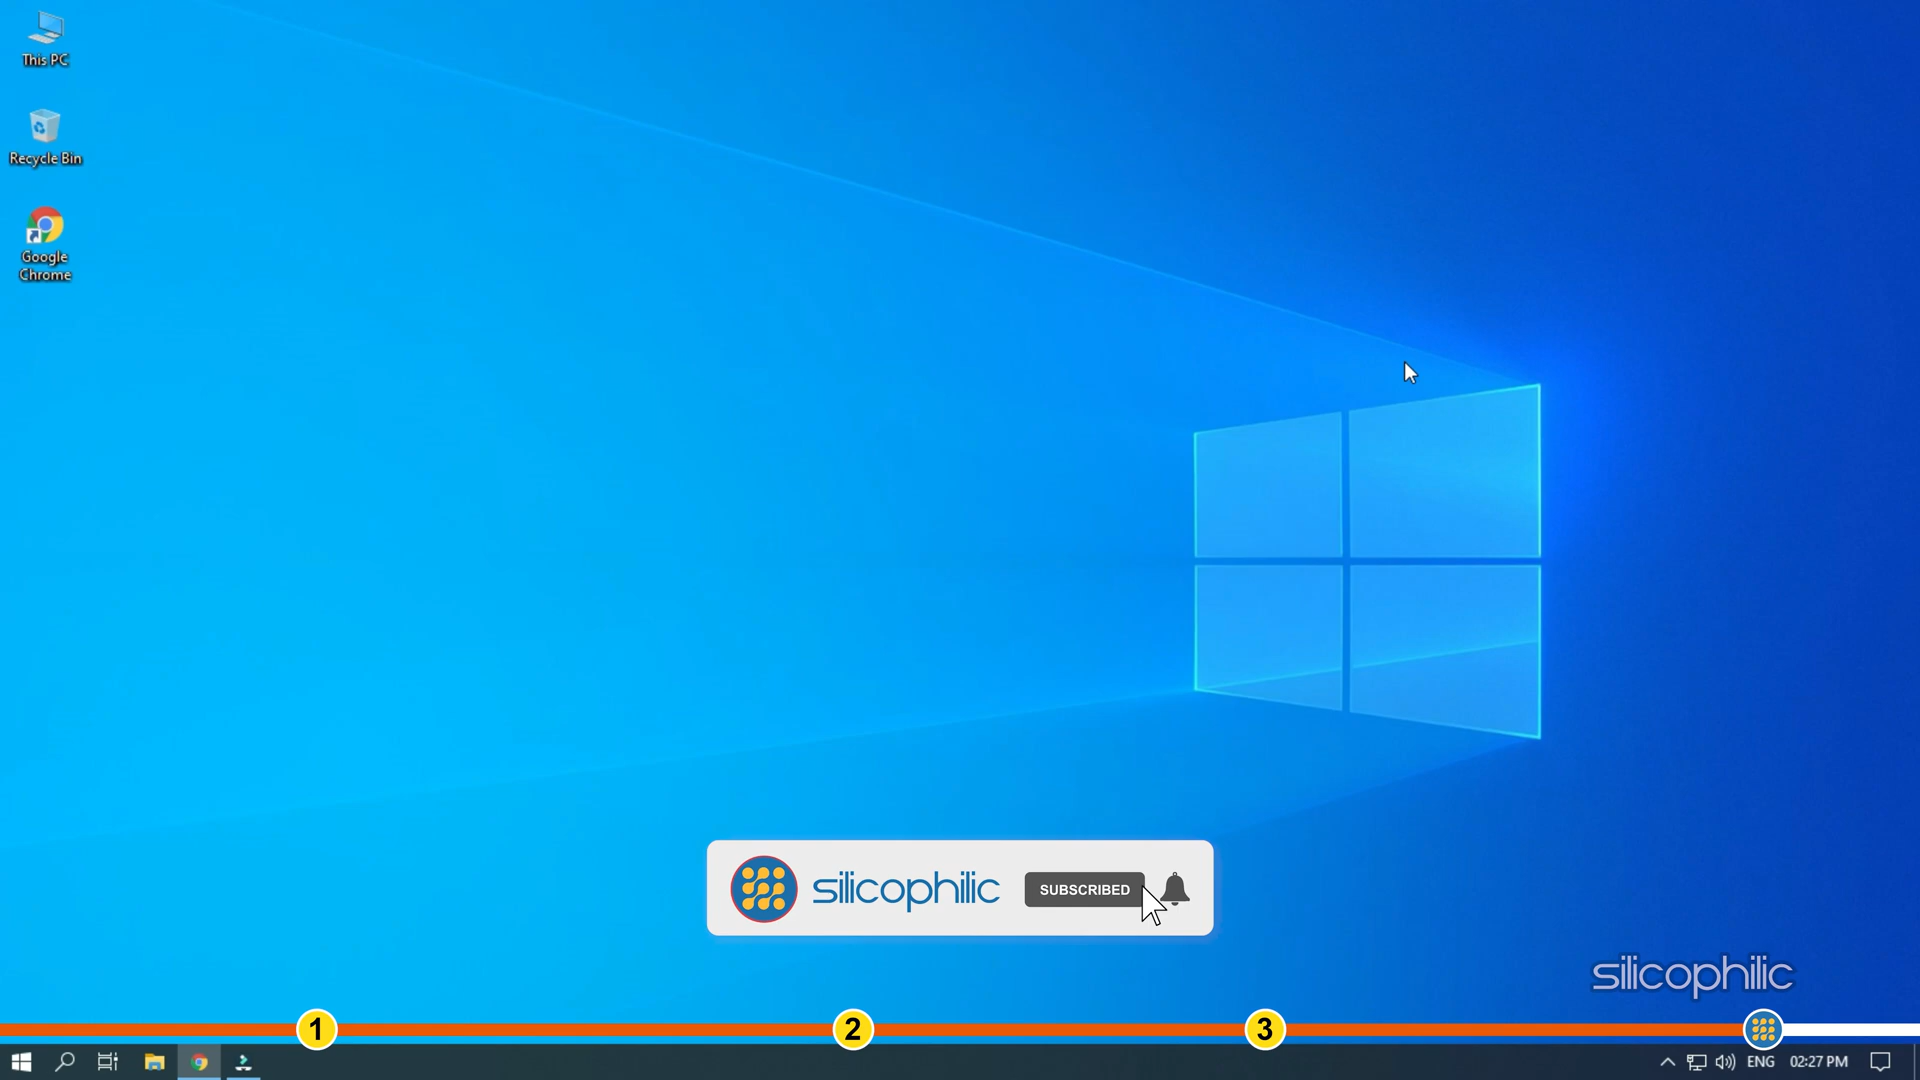 This PC
Recycle Bin
Google
Chrome
silicophilic
SUBSCRIBED
silicophilic
1
2
3
ENG
02:27 PM